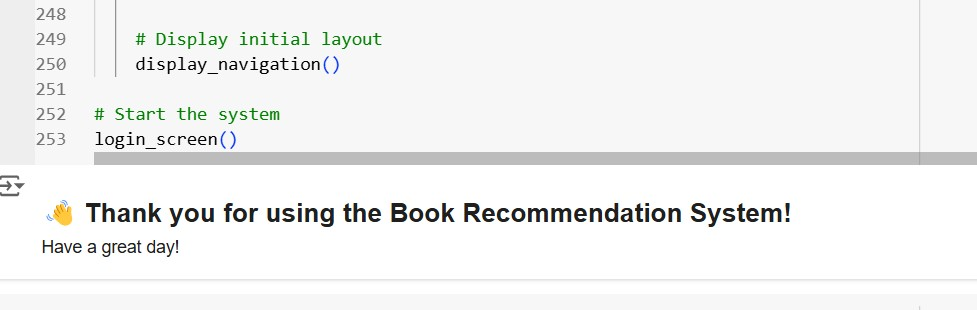 248
249 # Display initial layout
250 display_navigation()
251
252 # Start the system
253 login_screen()
👋 Thank you for using the Book Recommendation System!
Have a great day!